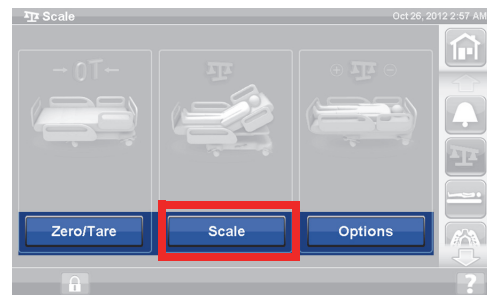 Scale
Oct 26, 2012 2:57 AM
→ 0T ←
Zero/Tare
Scale
Options
?